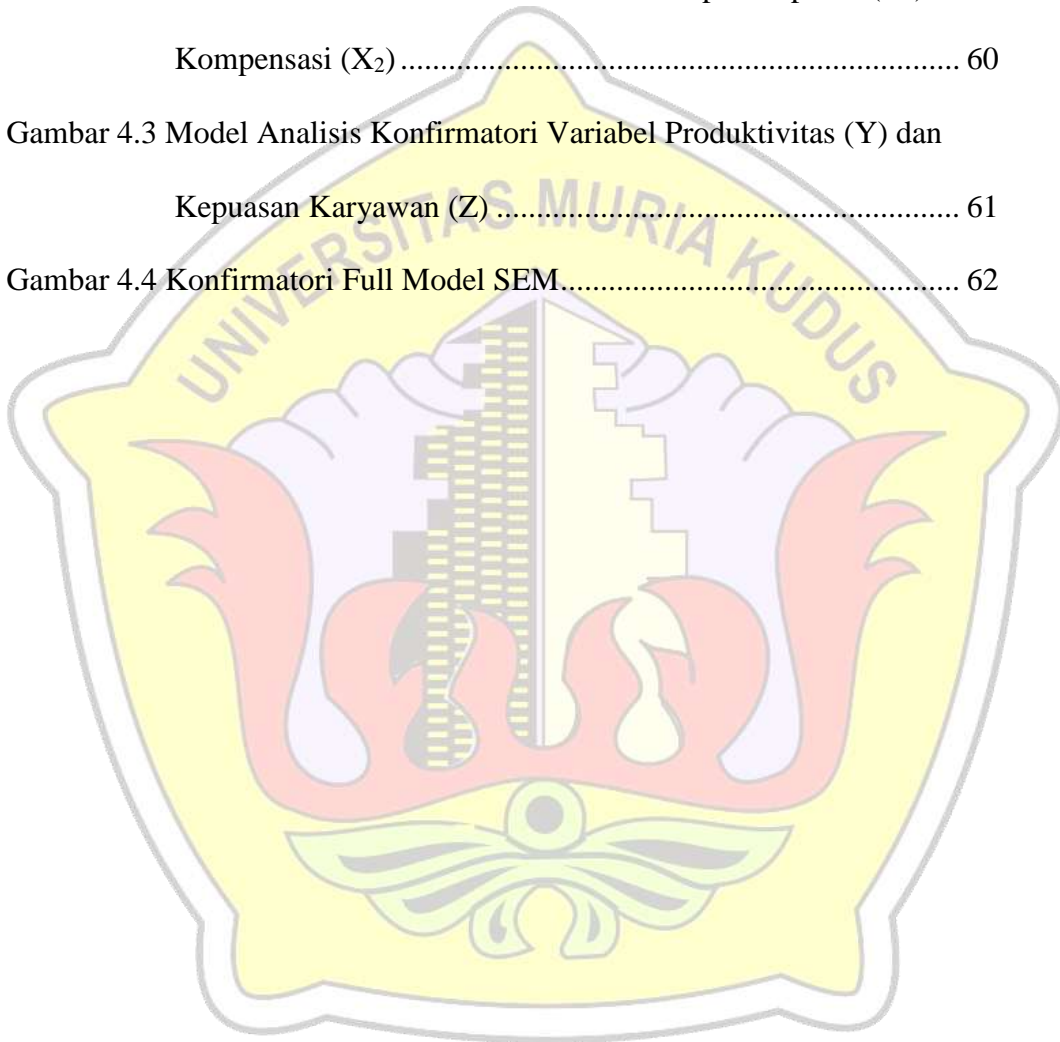 Kompensasi (X₂) ..................................................................... 60
Gambar 4.3 Model Analisis Konfirmatori Variabel Produktivitas (Y) dan
Kepuasan Karyawan (Z) ......................................................... 61
Gambar 4.4 Konfirmatori Full Model SEM................................................. 62
UNIVERSITAS MURIA KUDUS